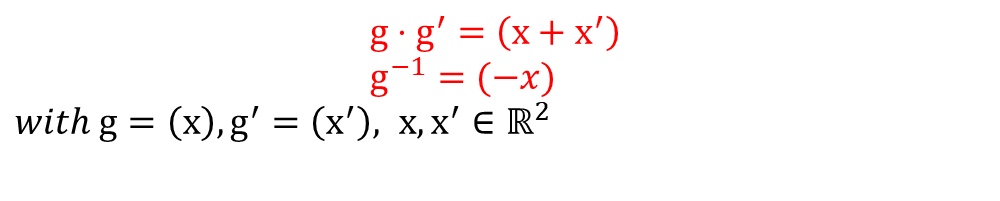 g · g′ = (x + x′)
g⁻¹ = (−x)
with g = (x), g′ = (x′), x, x′ ∈ ℝ²